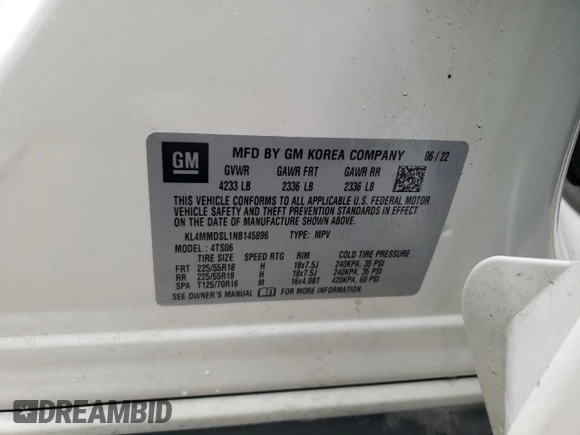 GM MFD BY GM KOREA COMPANY 06/22
GVWR GAWR FRT GAWR RR
4233 LB 2336 LB 2336 LB
THIS VEHICLE CONFORMS TO ALL APPLICABLE U.S. FEDERAL MOTOR
VEHICLE SAFETY AND THEFT PREVENTION STANDARDS IN EFFECT
ON THE DATE OF MANUFACTURE SHOWN ABOVE.
KL4MMDSL1NB145896 TYPE: MPV
MODEL: 4TS06
TIRE SIZE SPEED RTG RIM COLD TIRE PRESSURE
FRT 225/55R18 H 18x7.5J 240KPA, 35 PSI
RR 225/55R18 H 18x7.5J 240KPA, 35 PSI
SPA T125/70R16 M 16x4.0BT 420KPA, 60 PSI
SEE OWNER'S MANUAL FOR MORE INFORMATION
DREAMBID